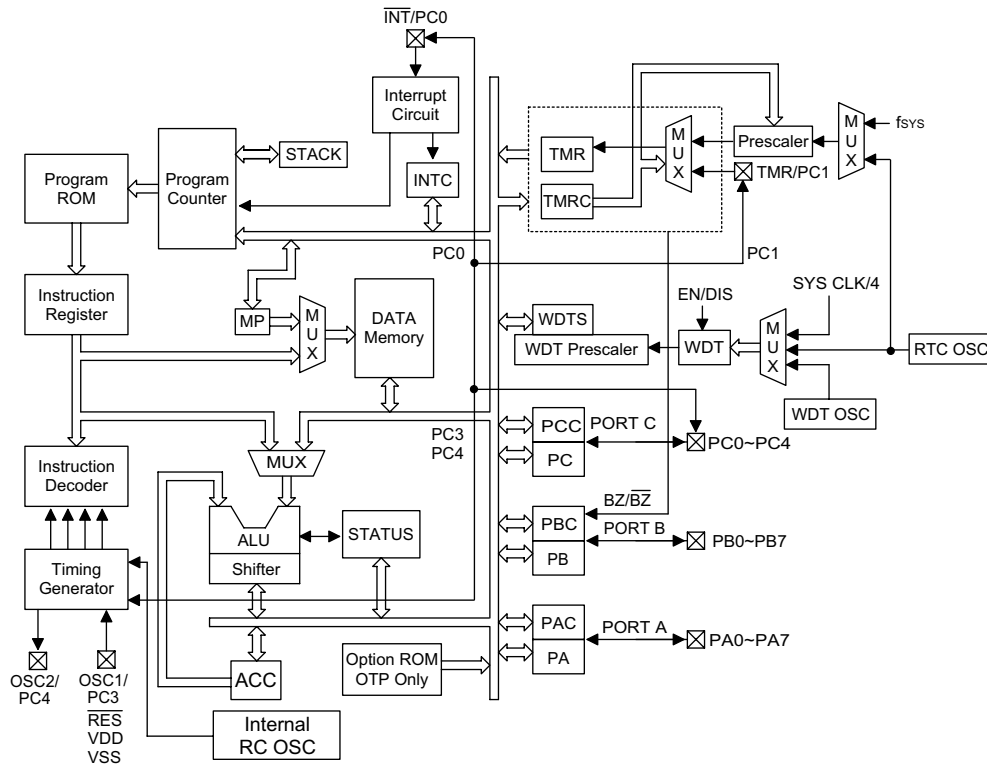 INT/PC0
Interrupt
Circuit
STACK
INTC
Program
ROM
Program
Counter
TMR
TMRC
MUX
Prescaler
MUX
fSYS
TMR/PC1
PC0
PC1
Instruction
Register
MP
MUX
DATA
Memory
WDTS
WDT Prescaler
EN/DIS
WDT
MUX
SYS CLK/4
RTC OSC
WDT OSC
PC3
PC4
PCC
PC
PORT C
PC0~PC4
Instruction
Decoder
MUX
ALU
Shifter
STATUS
BZ/BZ
PBC
PB
PORT B
PB0~PB7
Timing
Generator
PAC
PA
PORT A
PA0~PA7
OSC2/
PC4
OSC1/
PC3
RES
VDD
VSS
ACC
Option ROM
OTP Only
Internal
RC OSC